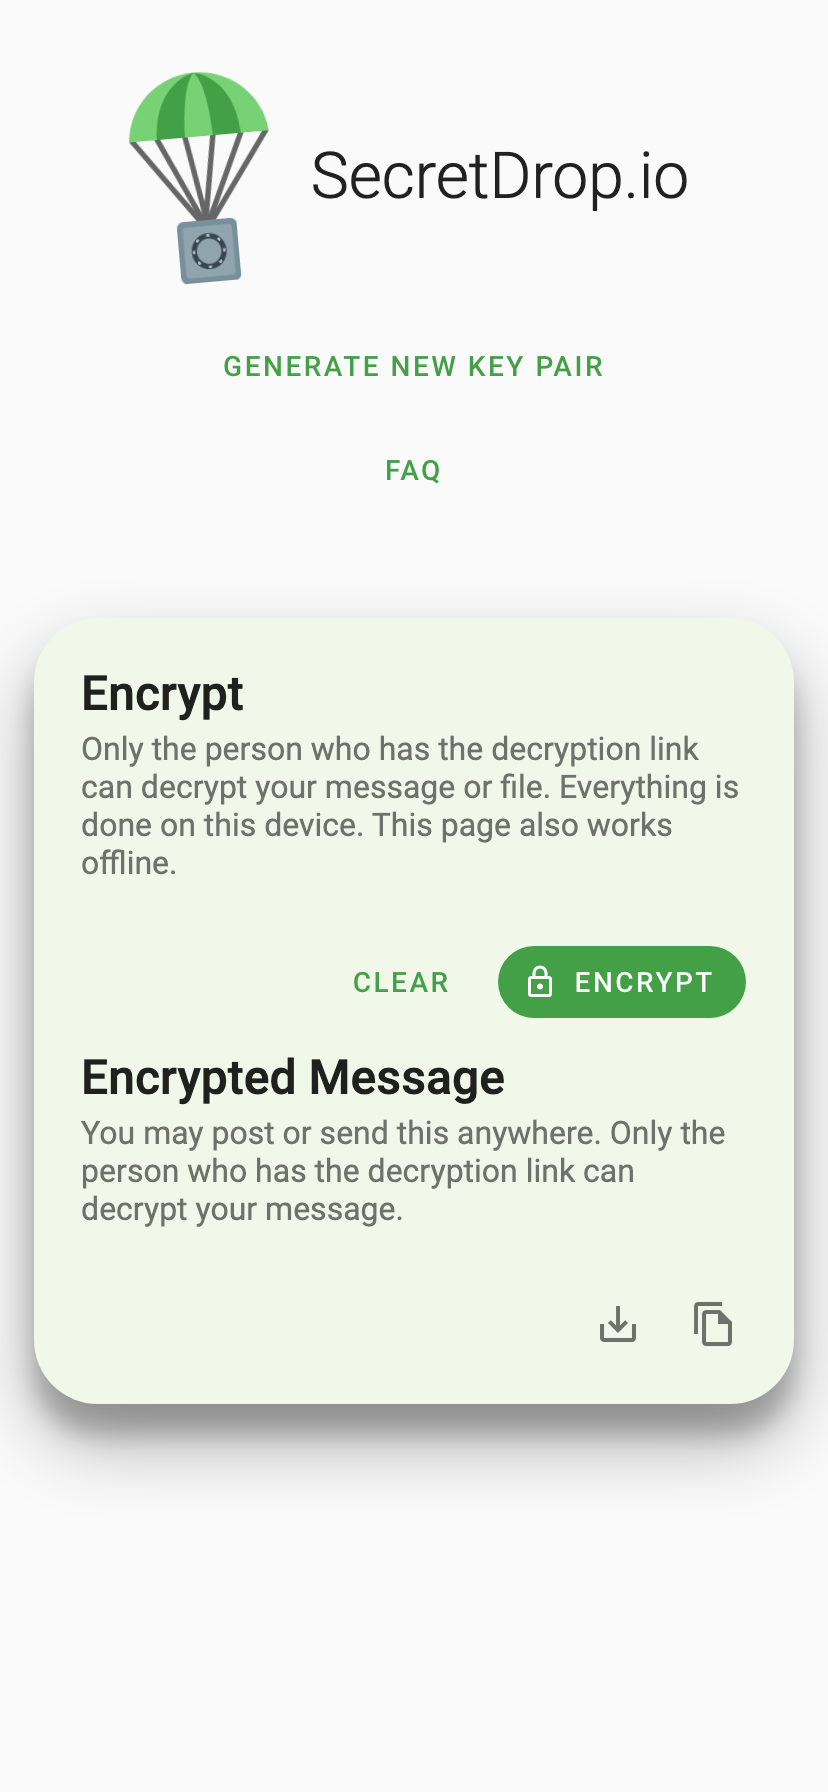 SecretDrop.io
GENERATE NEW KEY PAIR
FAQ
Encrypt
Only the person who has the decryption link
can decrypt your message or file. Everything is
done on this device. This page also works
offline.
CLEAR
ENCRYPT
Encrypted Message
You may post or send this anywhere. Only the
person who has the decryption link can
decrypt your message.